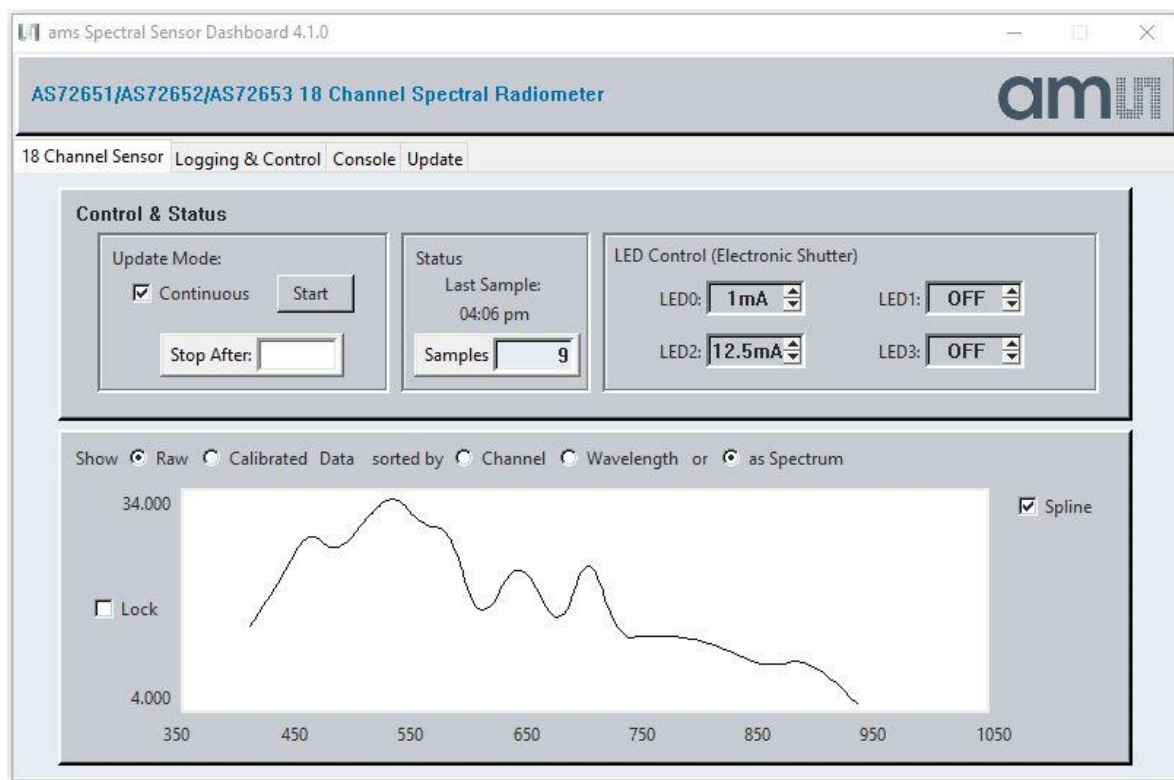 ams Spectral Sensor Dashboard 4.1.0
AS72651/AS72652/AS72653 18 Channel Spectral Radiometer
am
18 Channel Sensor Logging & Control Console Update
Control & Status
Update Mode:
Continuous Start
Stop After:
Status
Last Sample:
04:06 pm
Samples 9
LED Control (Electronic Shutter)
LED0: 1mA LED1: OFF
LED2: 12.5mA LED3: OFF
Show Raw Calibrated Data sorted by Channel Wavelength or as Spectrum
34.000
Spline
Lock
4.000
350 450 550 650 750 850 950 1050